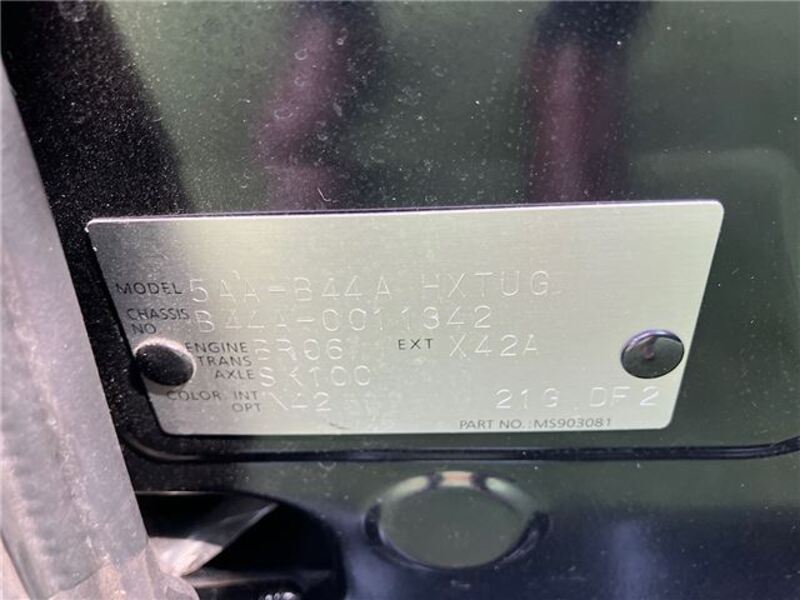 MODEL 5AA-B44A HXTUG
CHASSIS NO. B44A-0011342
ENGINE BR06 EXT X42A
TRANS
AXLE SK100
COLOR, INT N42
OPT 21G DF2
PART NO.: MS903081